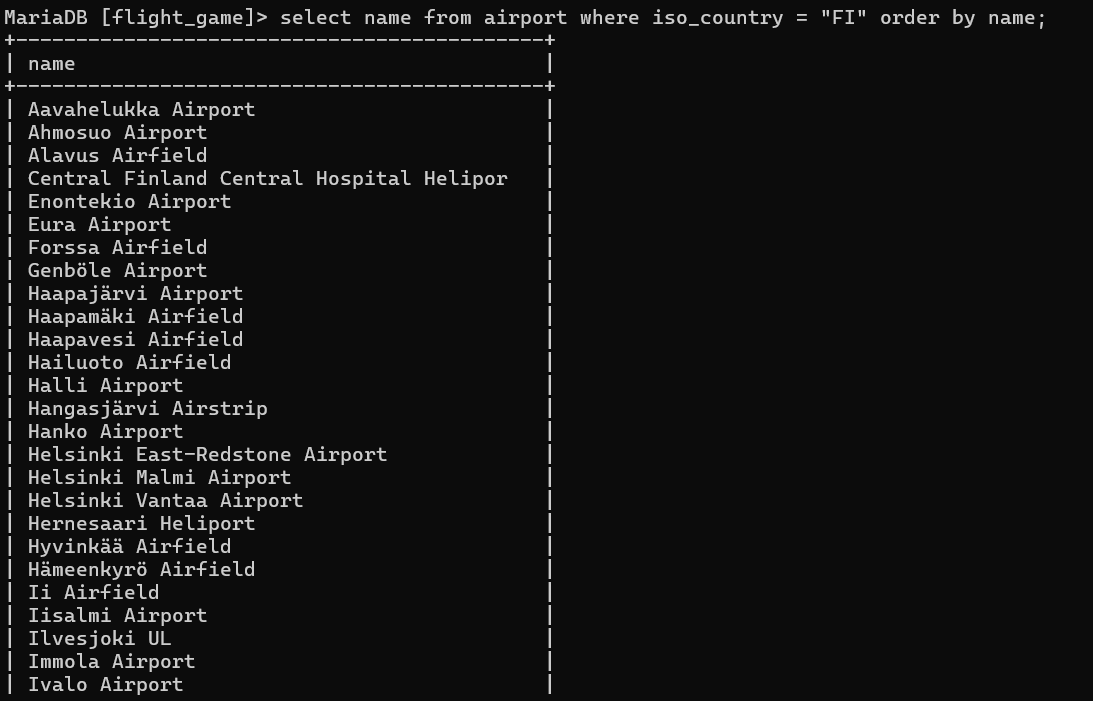 MariaDB [flight_game]> select name from airport where iso_country = "FI" order by name;
+--------------------------------------------+
| name                                       |
+--------------------------------------------+
| Aavahelukka Airport                        |
| Ahmosuo Airport                            |
| Alavus Airfield                            |
| Central Finland Central Hospital Helipor   |
| Enontekio Airport                          |
| Eura Airport                               |
| Forssa Airfield                            |
| Genböle Airport                            |
| Haapajärvi Airport                         |
| Haapamäki Airfield                         |
| Haapavesi Airfield                         |
| Hailuoto Airfield                          |
| Halli Airport                              |
| Hangasjärvi Airstrip                       |
| Hanko Airport                              |
| Helsinki East-Redstone Airport             |
| Helsinki Malmi Airport                     |
| Helsinki Vantaa Airport                    |
| Hernesaari Heliport                        |
| Hyvinkää Airfield                          |
| Hämeenkyrö Airfield                        |
| Ii Airfield                                |
| Iisalmi Airport                            |
| Ilvesjoki UL                               |
| Immola Airport                             |
| Ivalo Airport                              |